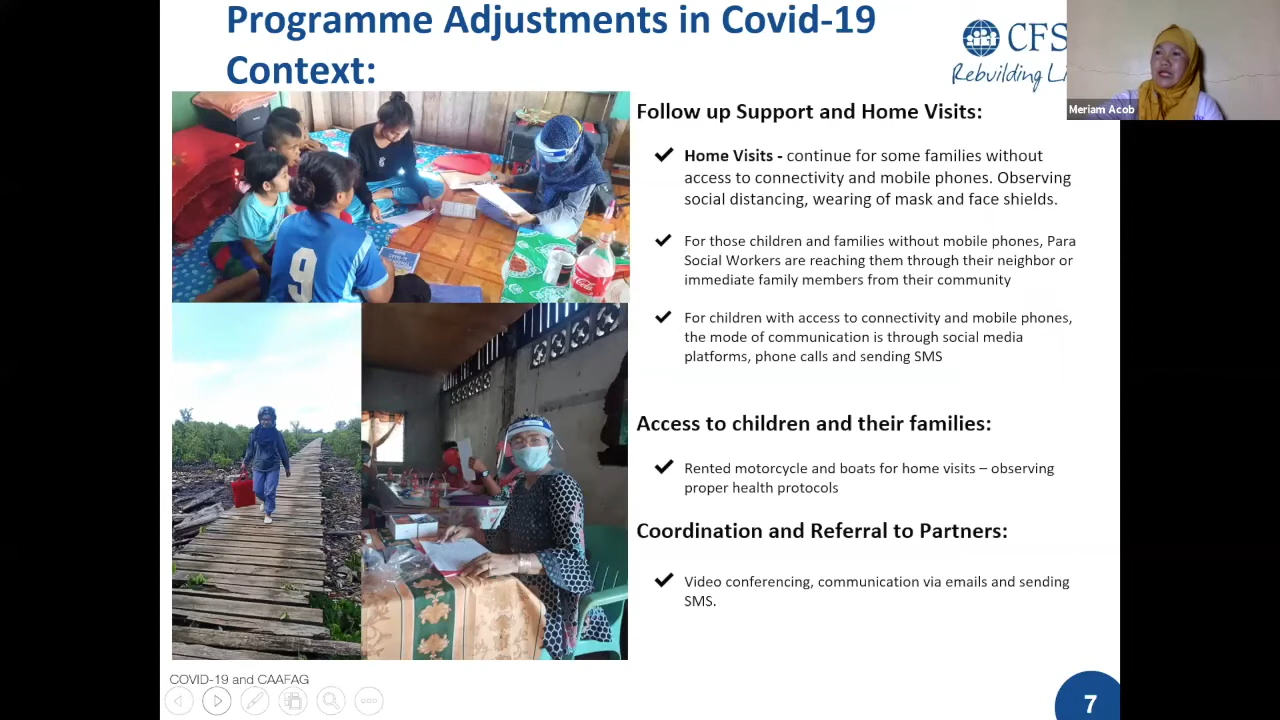 Programme Adjustments in Covid-19
Context:
CFS
Rebuilding Li
Meriam Acob
Follow up Support and Home Visits:
Home Visits - continue for some families without
access to connectivity and mobile phones. Observing
social distancing, wearing of mask and face shields.
For those children and families without mobile phones, Para
Social Workers are reaching them through their neighbor or
immediate family members from their community
For children with access to connectivity and mobile phones,
the mode of communication is through social media
platforms, phone calls and sending SMS
Access to children and their families:
Rented motorcycle and boats for home visits – observing
proper health protocols
Coordination and Referral to Partners:
Video conferencing, communication via emails and sending
SMS.
9
COVID-19 and CAAFAG
7